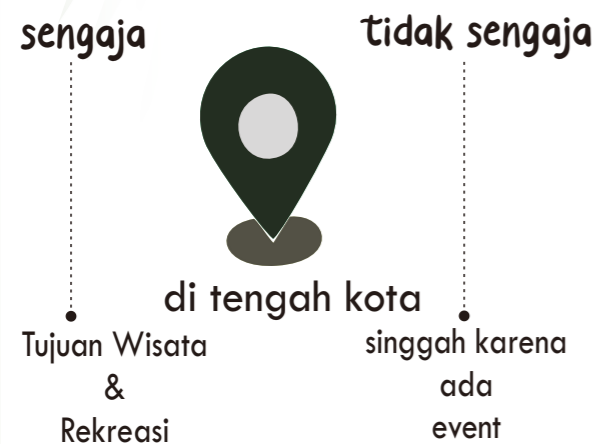 sengaja
tidak sengaja
di tengah kota
Tujuan Wisata
&
Rekreasi
singgah karena
ada
event